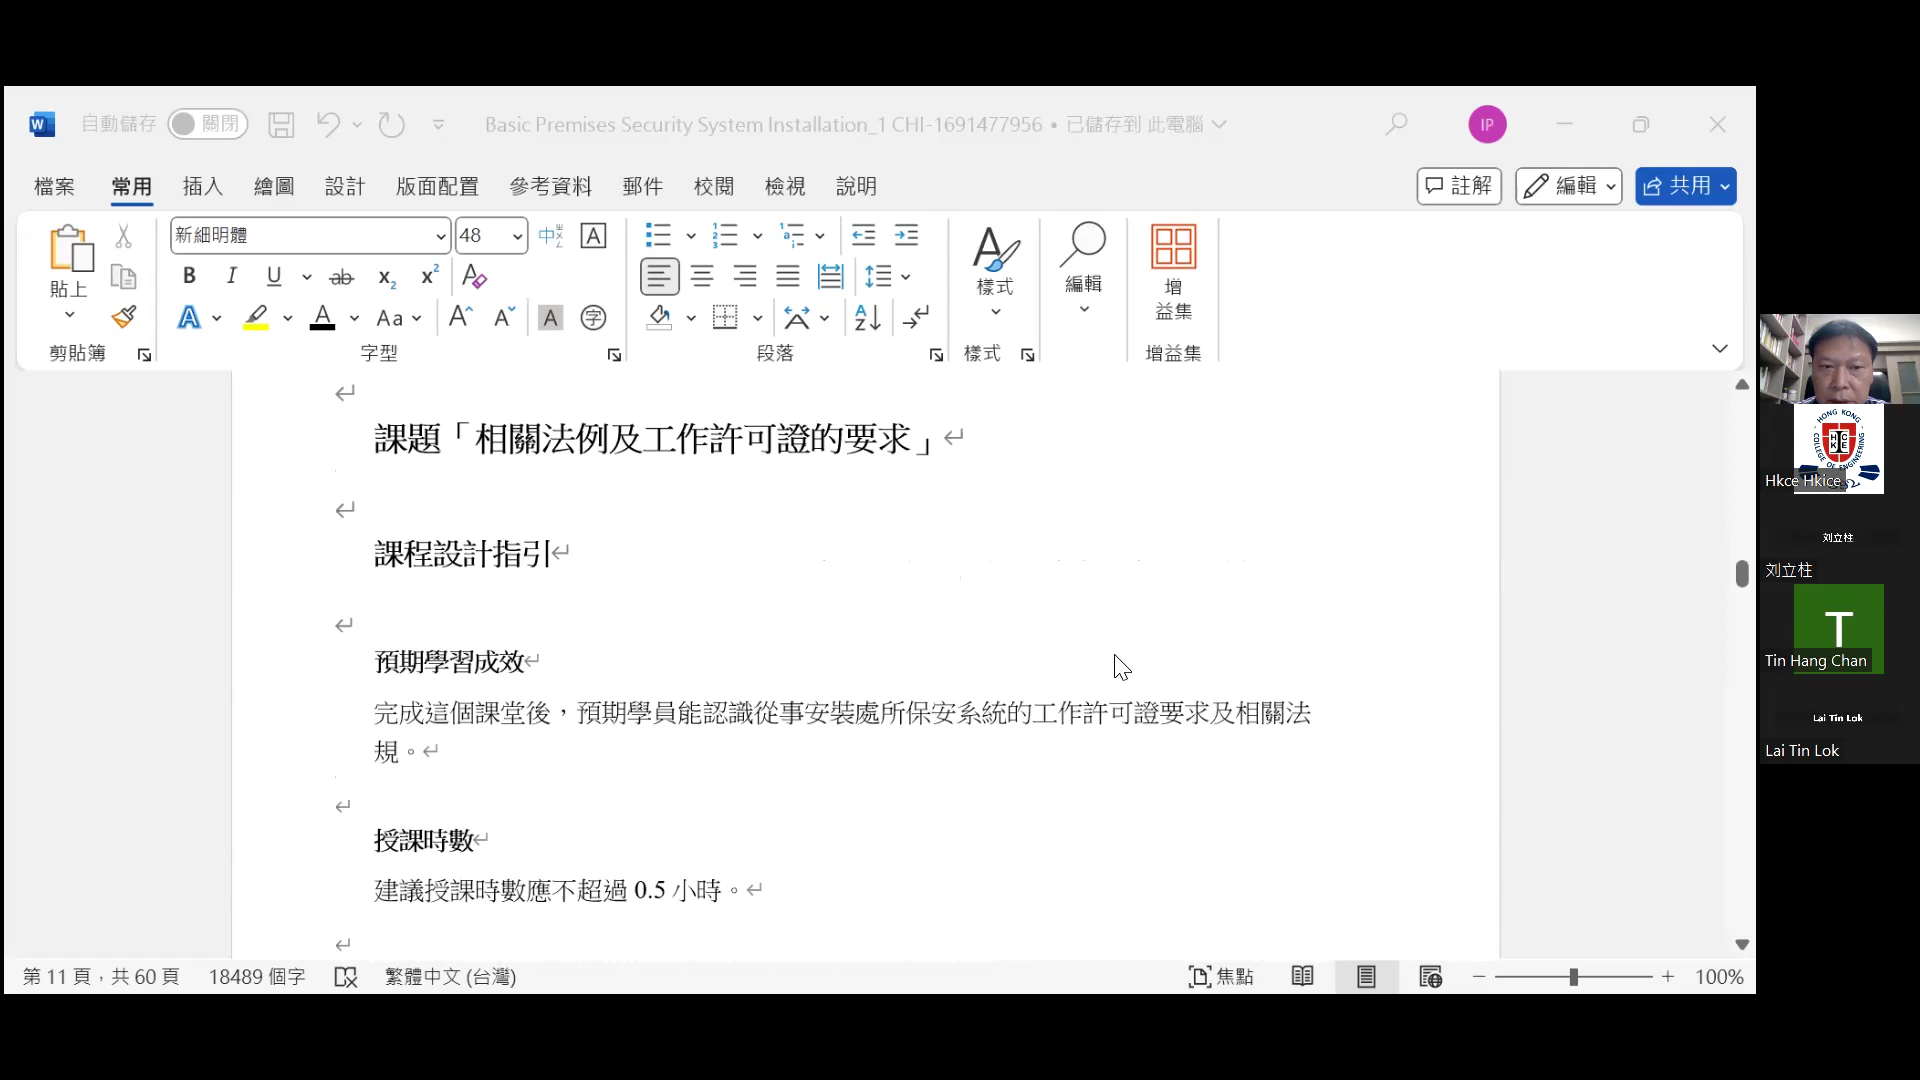 自動儲存 關閉 Basic Premises Security System Installation_1 CHI-1691477956 • 已儲存到 此電腦 IP
檔案 常用 插入 繪圖 設計 版面配置 參考資料 郵件 校閱 檢視 說明 註解 編輯 共用
貼上 新細明體 48 樣式 編輯 增益集
剪貼簿 字型 段落 樣式 增益集
課題「相關法例及工作許可證的要求」
課程設計指引
預期學習成效
完成這個課堂後,預期學員能認識從事安裝處所保安系統的工作許可證要求及相關法
規。
授課時數
建議授課時數應不超過 0.5 小時。
第 11 頁,共 60 頁 18489 個字 繁體中文 (台灣) 焦點 100%
HONG KONG
COLLEGE OF ENGINEERING
Hkce Hkice
刘立柱
刘立柱
T
Tin Hang Chan
Lai Tin Lok
Lai Tin Lok